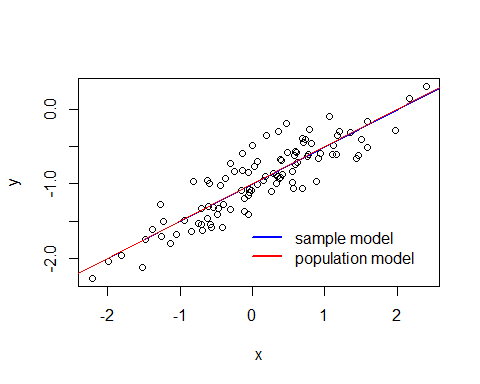 0.0
-1.0
-2.0
y
sample model
population model
-2 -1 0 1 2
x